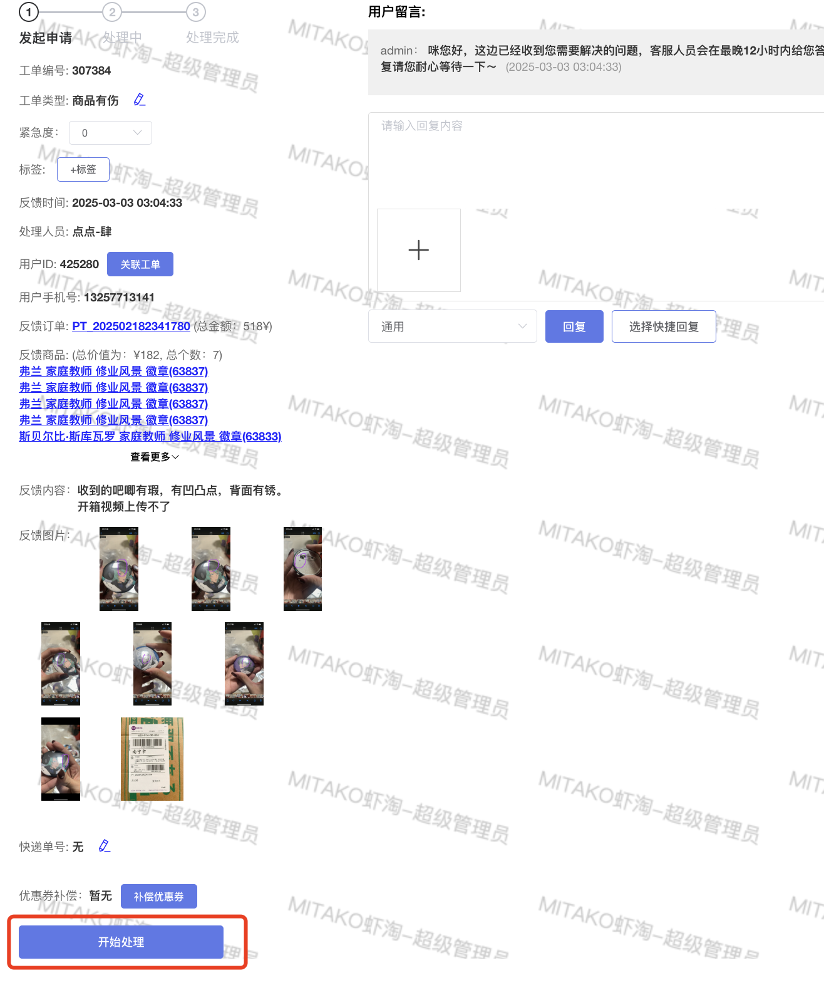 1
2
3
发起申请
处理中
处理完成
工单编号: 307384
工单类型: 商品有伤
紧急度: 0
标签: +标签
反馈时间: 2025-03-03 03:04:33
处理人员: 点点-肆
用户ID: 425280 关联工单
用户手机号: 13257713141
反馈订单: PT_202502182341780 (总金额: 518¥)
反馈商品: (总价值为: ¥182, 总个数: 7)
弗兰 家庭教师 修业风景 徽章(63837)
弗兰 家庭教师 修业风景 徽章(63837)
弗兰 家庭教师 修业风景 徽章(63837)
弗兰 家庭教师 修业风景 徽章(63837)
斯贝尔比·斯库瓦罗 家庭教师 修业风景 徽章(63833)
查看更多
反馈内容: 收到的吧唧有瑕，有凹凸点，背面有锈。
开箱视频上传不了
反馈图片:
南宁市
快递单号: 无
优惠券补偿: 暂无 补偿优惠券
开始处理
用户留言:
admin: 咪您好，这边已经收到您需要解决的问题，客服人员会在最晚12小时内给您答
复请您耐心等待一下～ (2025-03-03 03:04:33)
请输入回复内容
通用 回复 选择快捷回复
MITAKO虾淘-超级管理员